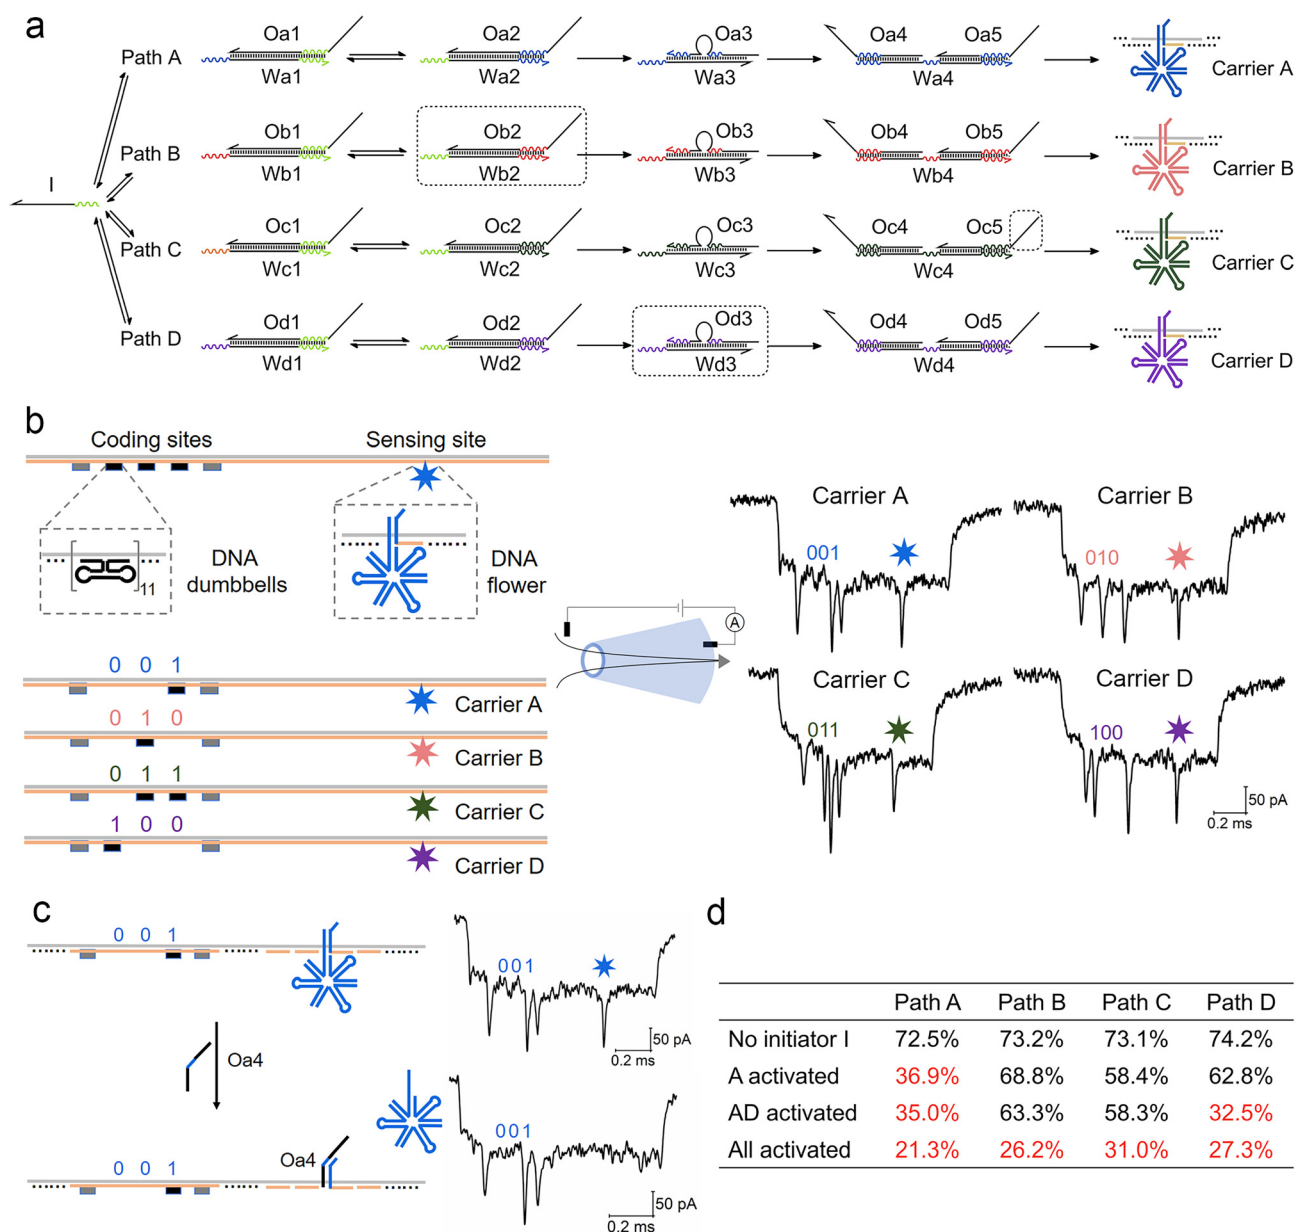 a
Path A
Oa1
Wa1
Oa2
Wa2
Oa3
Wa3
Oa4
Oa5
Wa4
Carrier A
Path B
Ob1
Wb1
Ob2
Wb2
Ob3
Wb3
Ob4
Ob5
Wb4
Carrier B
I
Path C
Oc1
Wc1
Oc2
Wc2
Oc3
Wc3
Oc4
Oc5
Wc4
Carrier C
Path D
Od1
Wd1
Od2
Wd2
Od3
Wd3
Od4
Od5
Wd4
Carrier D
b
Coding sites
Sensing site
11
DNA
dumbbells
DNA
flower
0 0 1
Carrier A
0 1 0
Carrier B
0 1 1
Carrier C
1 0 0
Carrier D
A
Carrier A
001
Carrier B
010
Carrier C
011
Carrier D
100
50 pA
0.2 ms
c
0 0 1
Oa4
0 0 1
Oa4
001
50 pA
0.2 ms
001
50 pA
0.2 ms
d
Path A Path B Path C Path D
No initiator I 72.5% 73.2% 73.1% 74.2%
A activated 36.9% 68.8% 58.4% 62.8%
AD activated 35.0% 63.3% 58.3% 32.5%
All activated 21.3% 26.2% 31.0% 27.3%